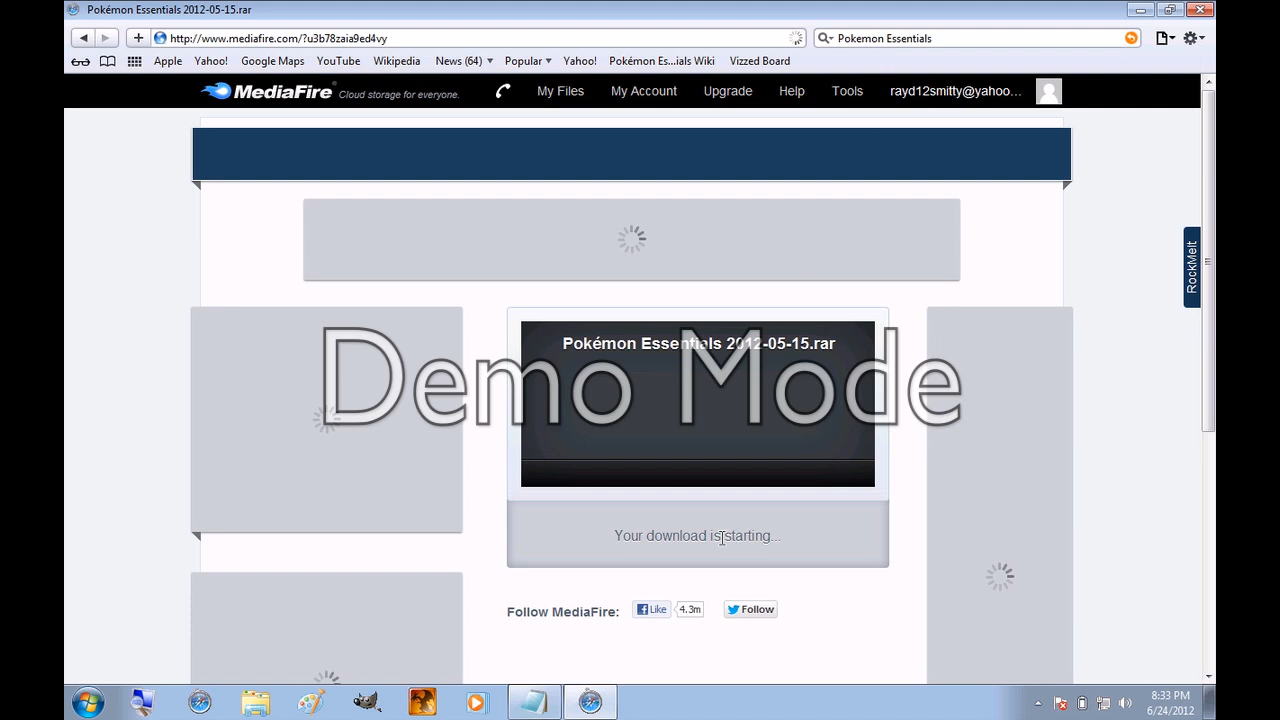 Pokémon Essentials 2012-05-15.rar
http://www.mediafire.com/?u3b78zaia9ed4vy
Pokemon Essentials
Apple Yahoo! Google Maps YouTube Wikipedia News (64) Popular Yahoo! Pokémon Es...ials Wiki Vizzed Board
MediaFire Cloud storage for everyone. My Files My Account Upgrade Help Tools rayd12smitty@yahoo...
RockMelt
Pokémon Essentials 2012-05-15.rar
Demo Mode
Your download is starting...
Follow MediaFire: Like 4.3m Follow
8:33 PM
6/24/2012